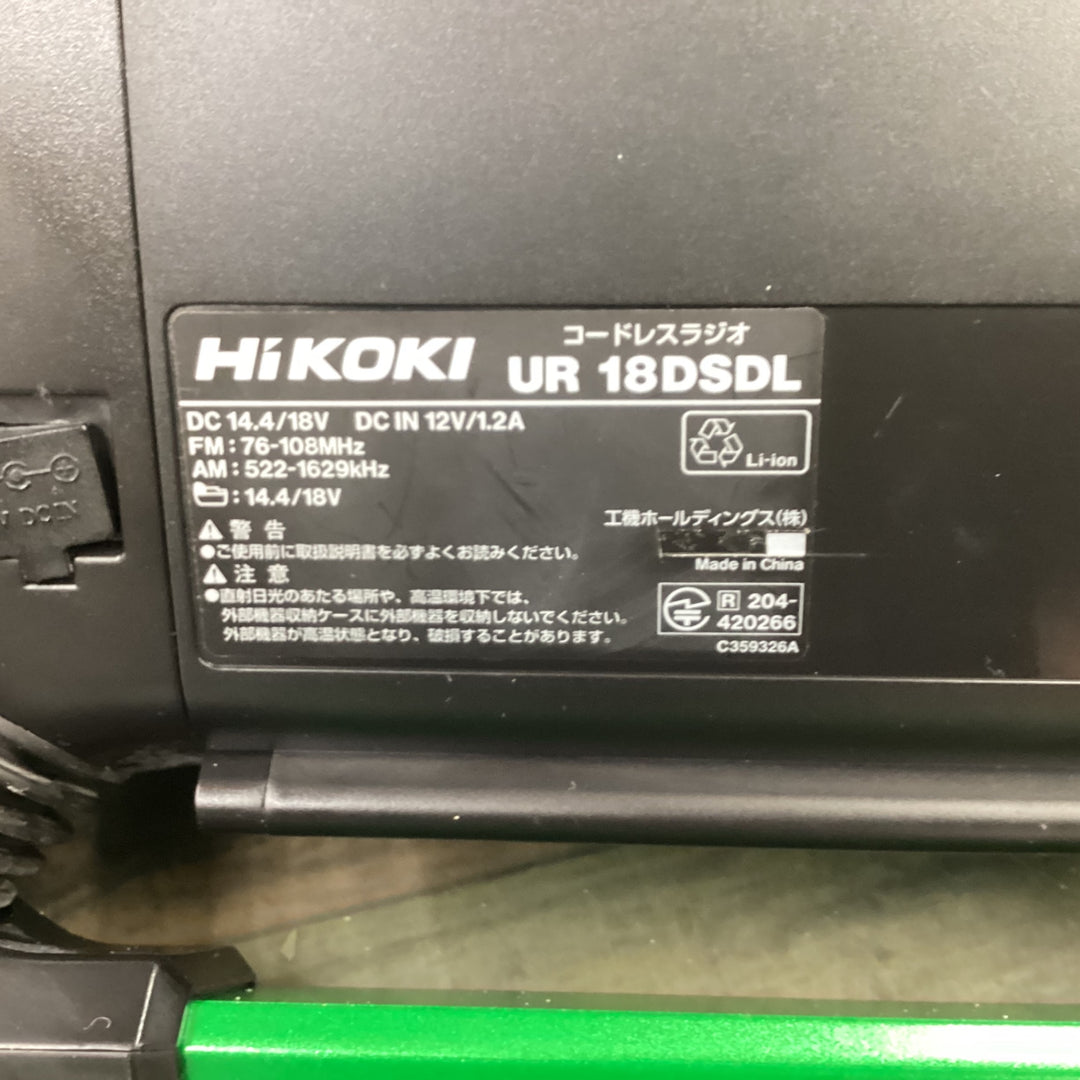 コードレスラジオ
HiKOKI UR 18DSDL
DC 14.4/18V DC IN 12V/1.2A
FM:76-108MHz
AM:522-1629kHz
:14.4/18V
Li-ion
警告
●ご使用前に取扱説明書を必ずよくお読みください。
注意
●直射日光のあたる場所や、高温環境下では、
外部機器収納ケースに外部機器を収納しないでください。
外部機器が高温状態となり、破損することがあります。
工機ホールディングス(株)
Made in China
R 204-
420266
C359326A
DC IN